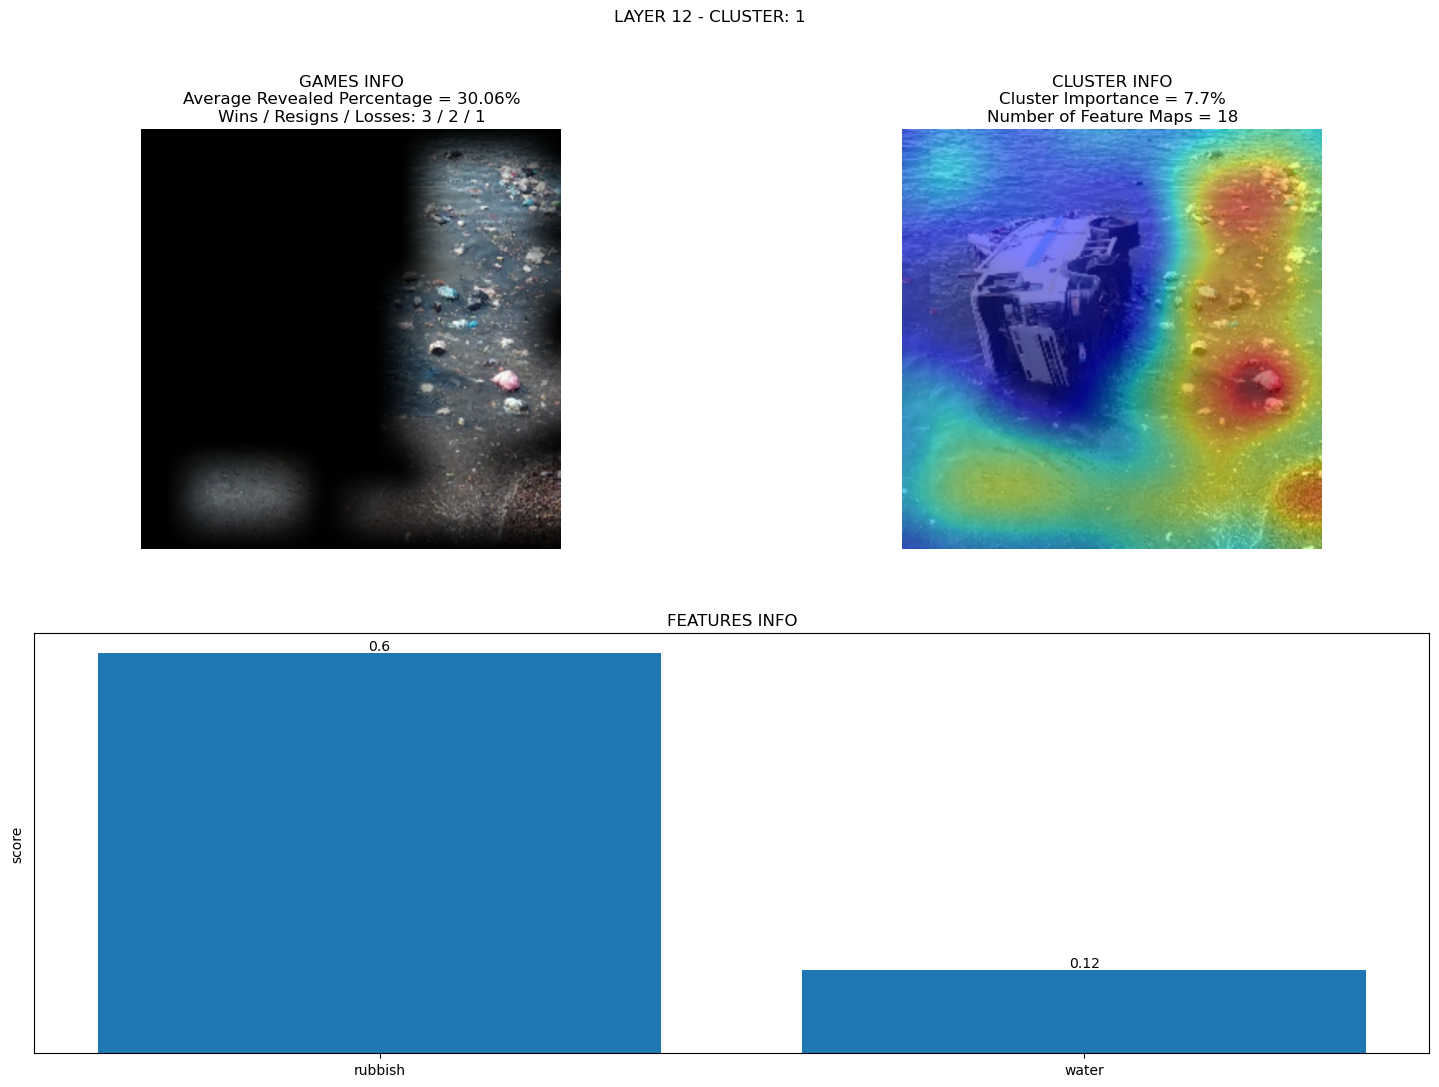 LAYER 12 - CLUSTER: 1
GAMES INFO
Average Revealed Percentage = 30.06%
Wins / Resigns / Losses: 3 / 2 / 1
CLUSTER INFO
Cluster Importance = 7.7%
Number of Feature Maps = 18
FEATURES INFO
score
0.6
0.12
rubbish
water